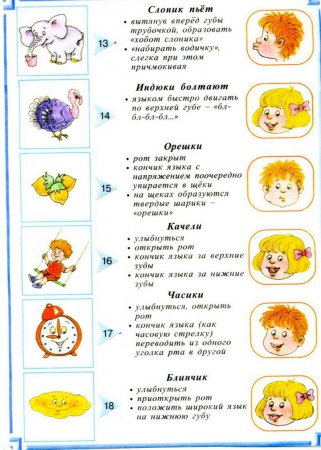 Слоник пьёт
13
• вытянув вперёд губы
трубочкой, образовать
«хобот слоника»
• «набирать водичку»,
слегка при этом
причмокивая
Индюки болтают
14
• языком быстро двигать
по верхней губе – «бл-
бл-бл-бл...»
Орешки
15
• рот закрыт
• кончик языка с
напряжением поочередно
упирается в щёки
• на щеках образуются
твердые шарики –
«орешки»
Качели
16
• улыбнуться
• открыть рот
• кончик языка за верхние
зубы
• кончик языка за нижние
зубы
Часики
17
• улыбнуться, открыть
рот
• кончик языка (как
часовую стрелку)
переводить из одного
уголка рта в другой
Блинчик
18
• улыбнуться
• приоткрыть рот
• положить широкий язык
на нижнюю губу